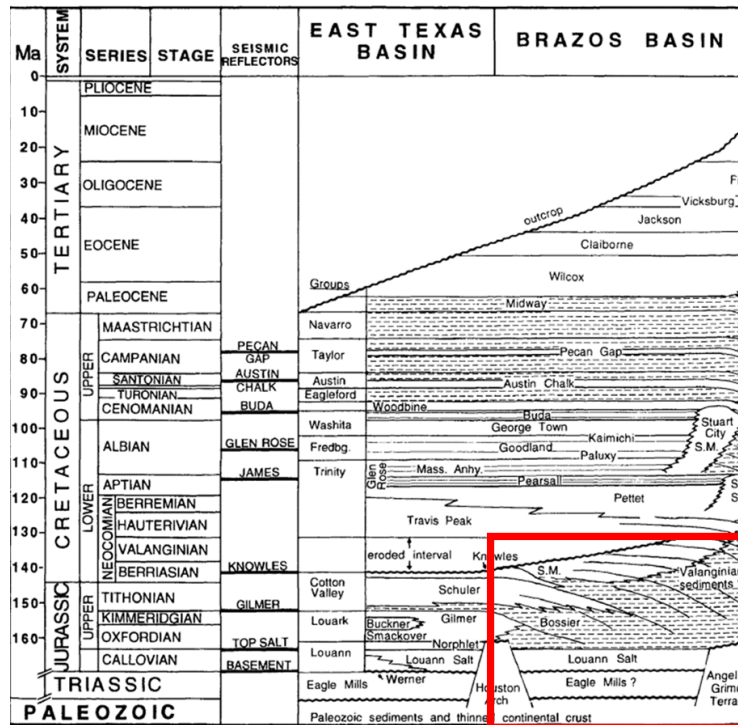 EAST TEXAS BASIN
BRAZOS BASIN
Ma
SYSTEM
SERIES
STAGE
SEISMIC REFLECTORS
0
10
20
30
40
50
60
70
80
90
100
110
120
130
140
150
160
TERTIARY
CRETACEOUS
JURASSIC
TRIASSIC
PALEOZOIC
UPPER
LOWER
NEOCOMIAN
UPPER
PLIOCENE
MIOCENE
OLIGOCENE
EOCENE
PALEOCENE
MAASTRICHTIAN
CAMPANIAN
SANTONIAN
TURONIAN
CENOMANIAN
ALBIAN
APTIAN
BERREMIAN
HAUTERIVIAN
VALANGINIAN
BERRIASIAN
TITHONIAN
KIMMERIDGIAN
OXFORDIAN
CALLOVIAN
PECAN
GAP
AUSTIN
CHALK
BUDA
GLEN ROSE
JAMES
KNOWLES
GILMER
TOP SALT
BASEMENT
Groups
Navarro
Taylor
Austin
Eagleford
Washita
Fredbg.
Trinity
Cotton
Valley
Louark
Louann
Eagle Mills
outcrop
Vicksburg
Jackson
Claiborne
Wilcox
Midway
Pecan Gap
Austin Chalk
Woodbine
Buda
George Town
Kaimichi
Goodland
Paluxy
Stuart
City
S.M.
Glen
Rose
Mass. Anhy.
Pearsall
Pettet
Travis Peak
eroded interval
Knowles
S.M.
Valanginian
sediments
Schuler
Gilmer
Bossier
Buckner
Smackover
Norphlet
Louann Salt
Louann Salt
Werner
Houston
Arch
Eagle Mills ?
Paleozoic sediments and thinned continental crust